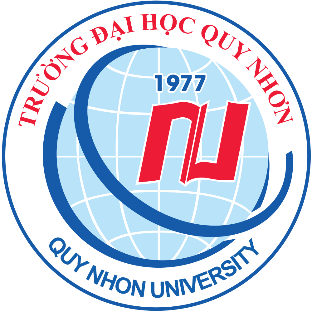 TRƯỜNG ĐẠI HỌC QUY NHƠN
1977
QUY NHON UNIVERSITY